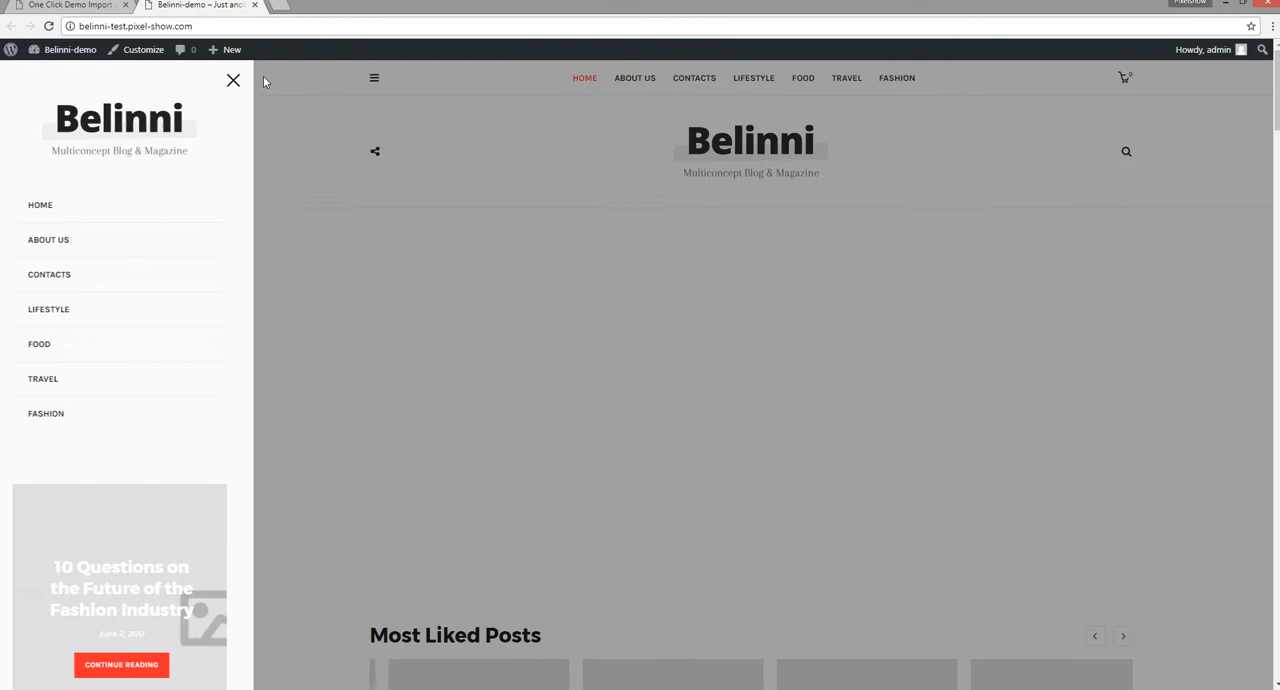 One Click Demo Import
Belinni-demo – Just ano
Pixelshow
belinni-test.pixel-show.com
Belinni-demo
Customize
0
New
Howdy, admin
HOME ABOUT US CONTACTS LIFESTYLE FOOD TRAVEL FASHION
0
Belinni
Multiconcept Blog & Magazine
HOME
ABOUT US
CONTACTS
LIFESTYLE
FOOD
TRAVEL
FASHION
10 Questions on
the Future of the
Fashion Industry
June 2, 2017
CONTINUE READING
Belinni
Multiconcept Blog & Magazine
Most Liked Posts